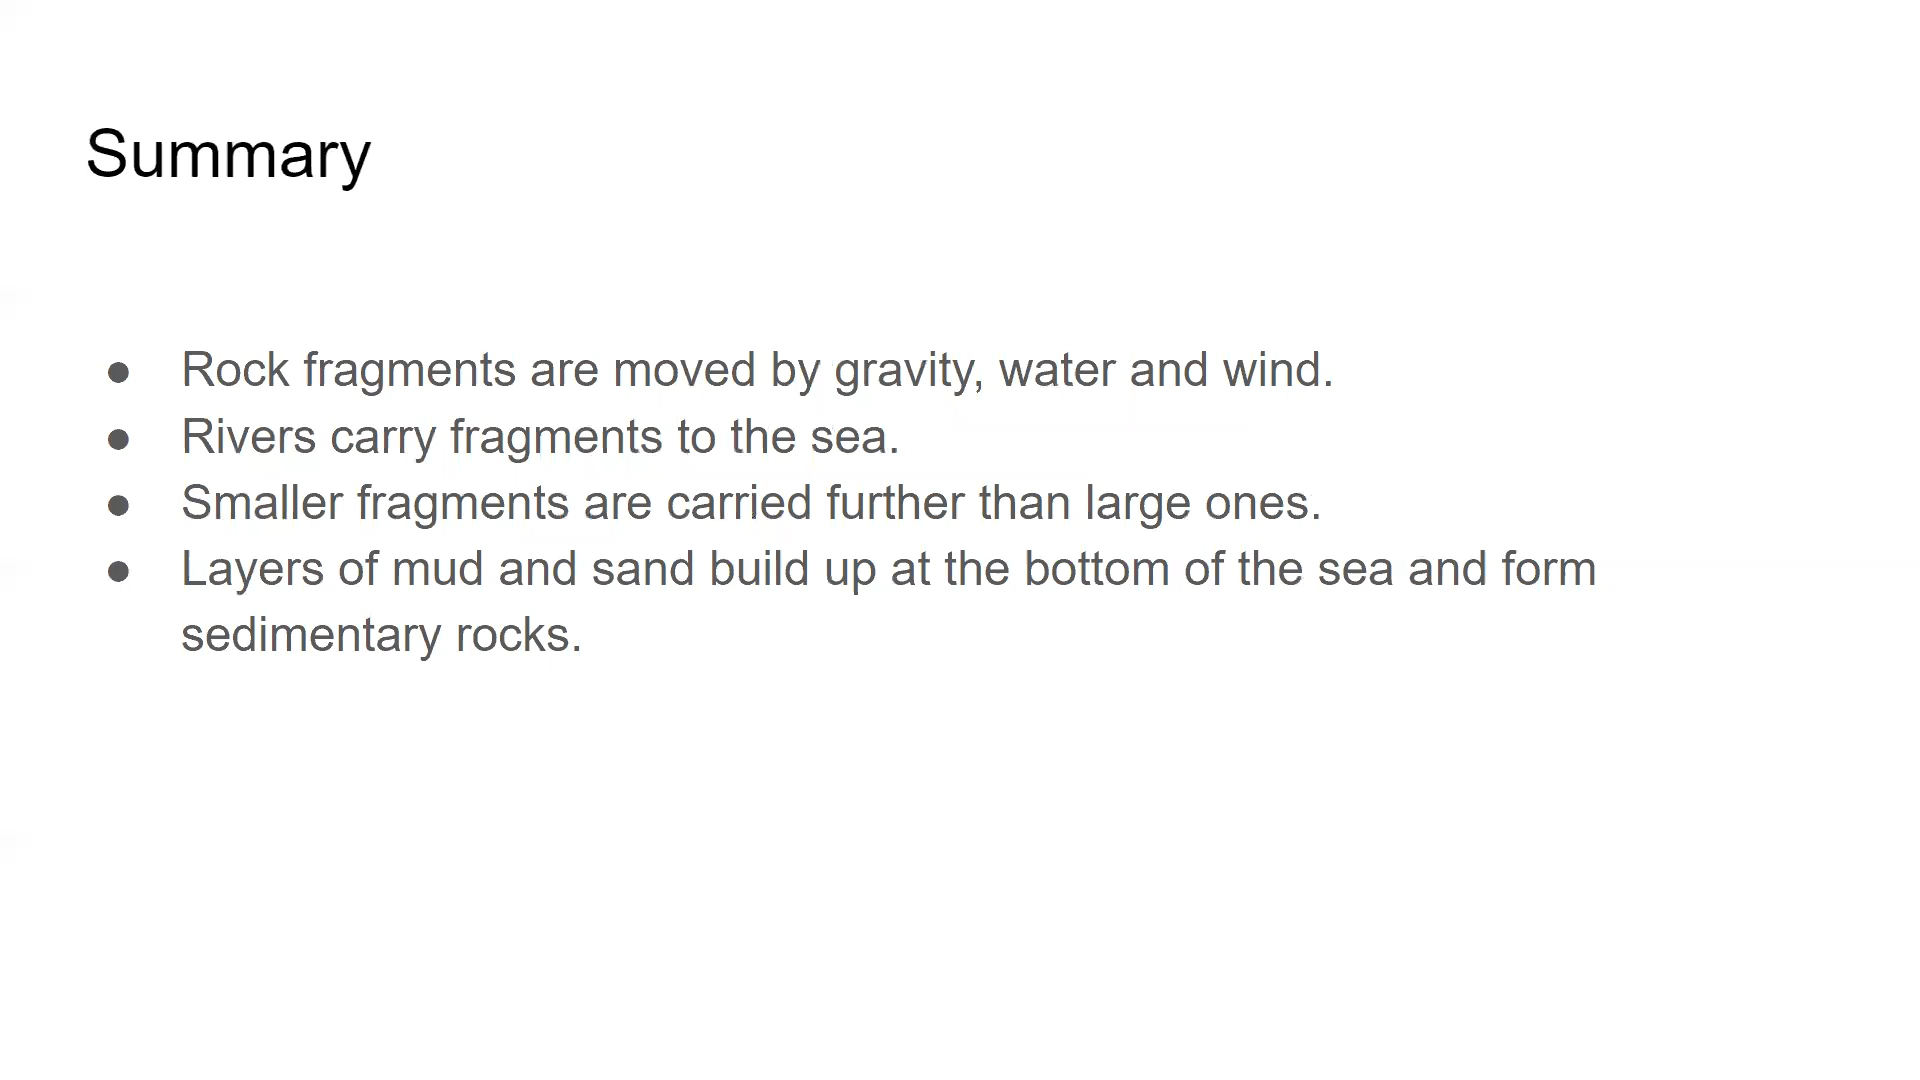 Summary
● Rock fragments are moved by gravity, water and wind.
● Rivers carry fragments to the sea.
● Smaller fragments are carried further than large ones.
● Layers of mud and sand build up at the bottom of the sea and form
sedimentary rocks.